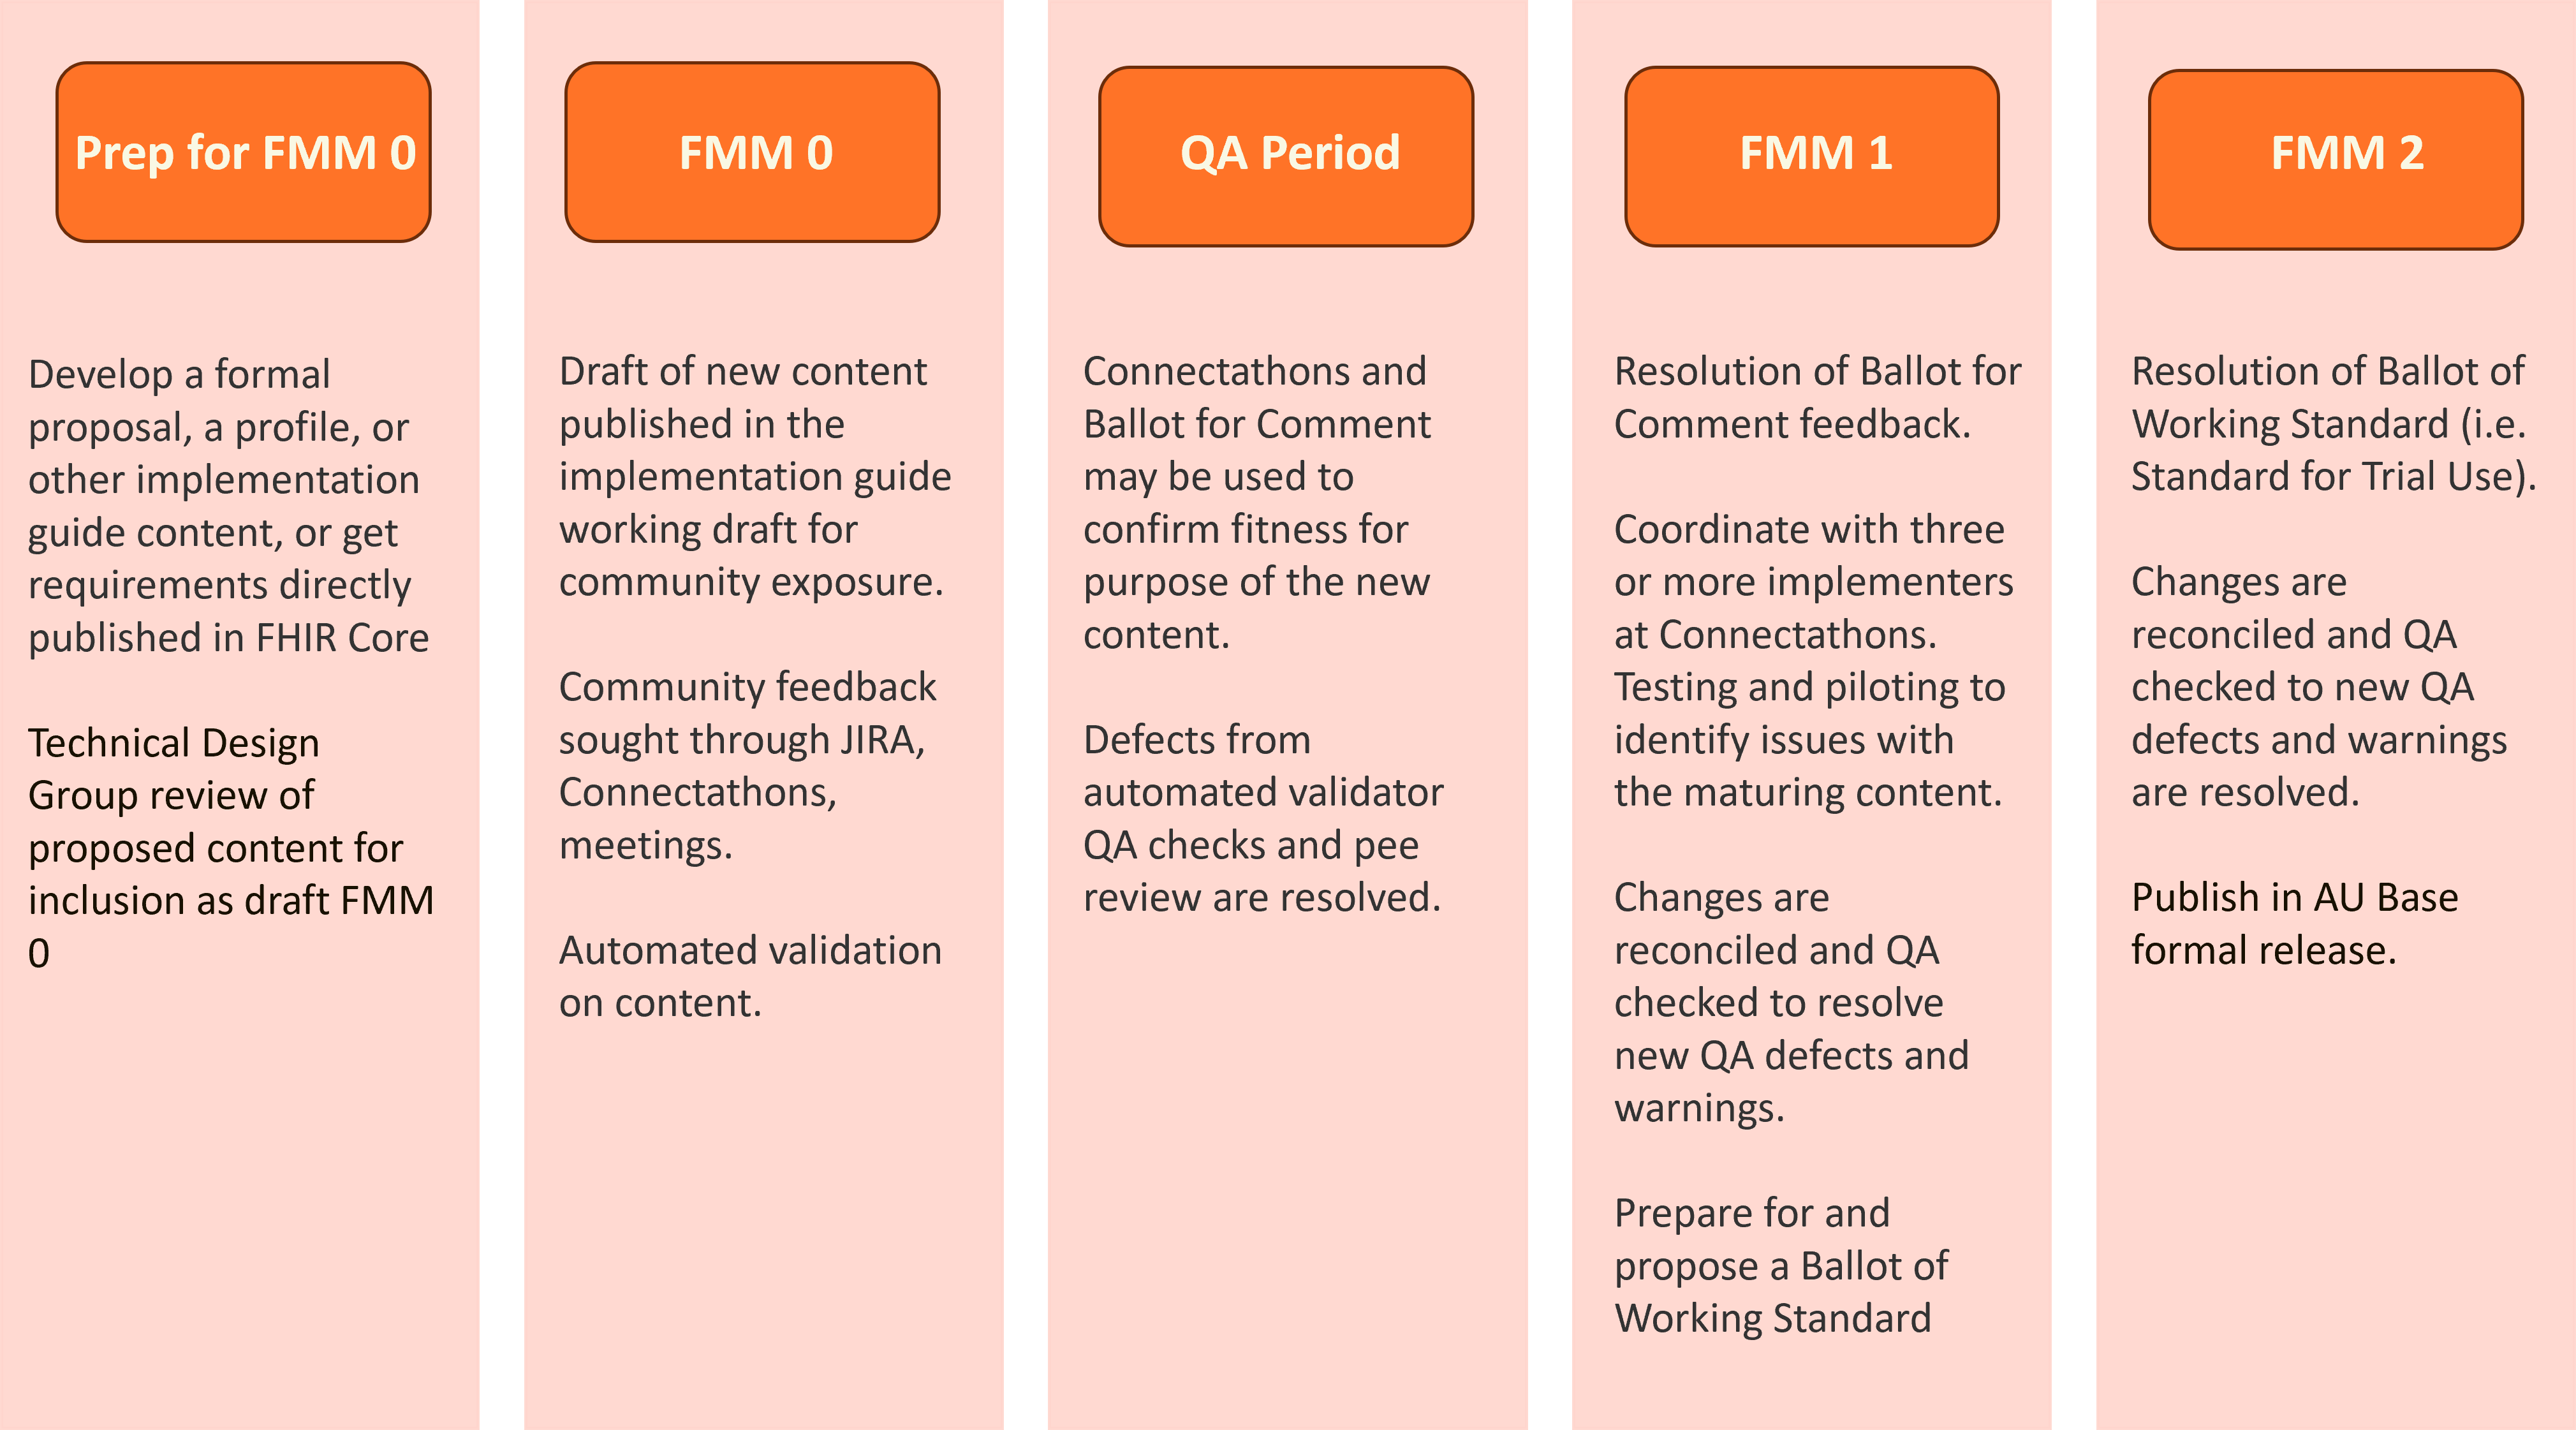 Prep for FMM 0
Develop a formal
proposal, a profile, or
other implementation
guide content, or get
requirements directly
published in FHIR Core
Technical Design
Group review of
proposed content for
inclusion as draft FMM
0
FMM 0
Draft of new content
published in the
implementation guide
working draft for
community exposure.
Community feedback
sought through JIRA,
Connectathons,
meetings.
Automated validation
on content.
QA Period
Connectathons and
Ballot for Comment
may be used to
confirm fitness for
purpose of the new
content.
Defects from
automated validator
QA checks and pee
review are resolved.
FMM 1
Resolution of Ballot for
Comment feedback.
Coordinate with three
or more implementers
at Connectathons.
Testing and piloting to
identify issues with
the maturing content.
Changes are
reconciled and QA
checked to resolve
new QA defects and
warnings.
Prepare for and
propose a Ballot of
Working Standard
FMM 2
Resolution of Ballot of
Working Standard (i.e.
Standard for Trial Use).
Changes are
reconciled and QA
checked to new QA
defects and warnings
are resolved.
Publish in AU Base
formal release.